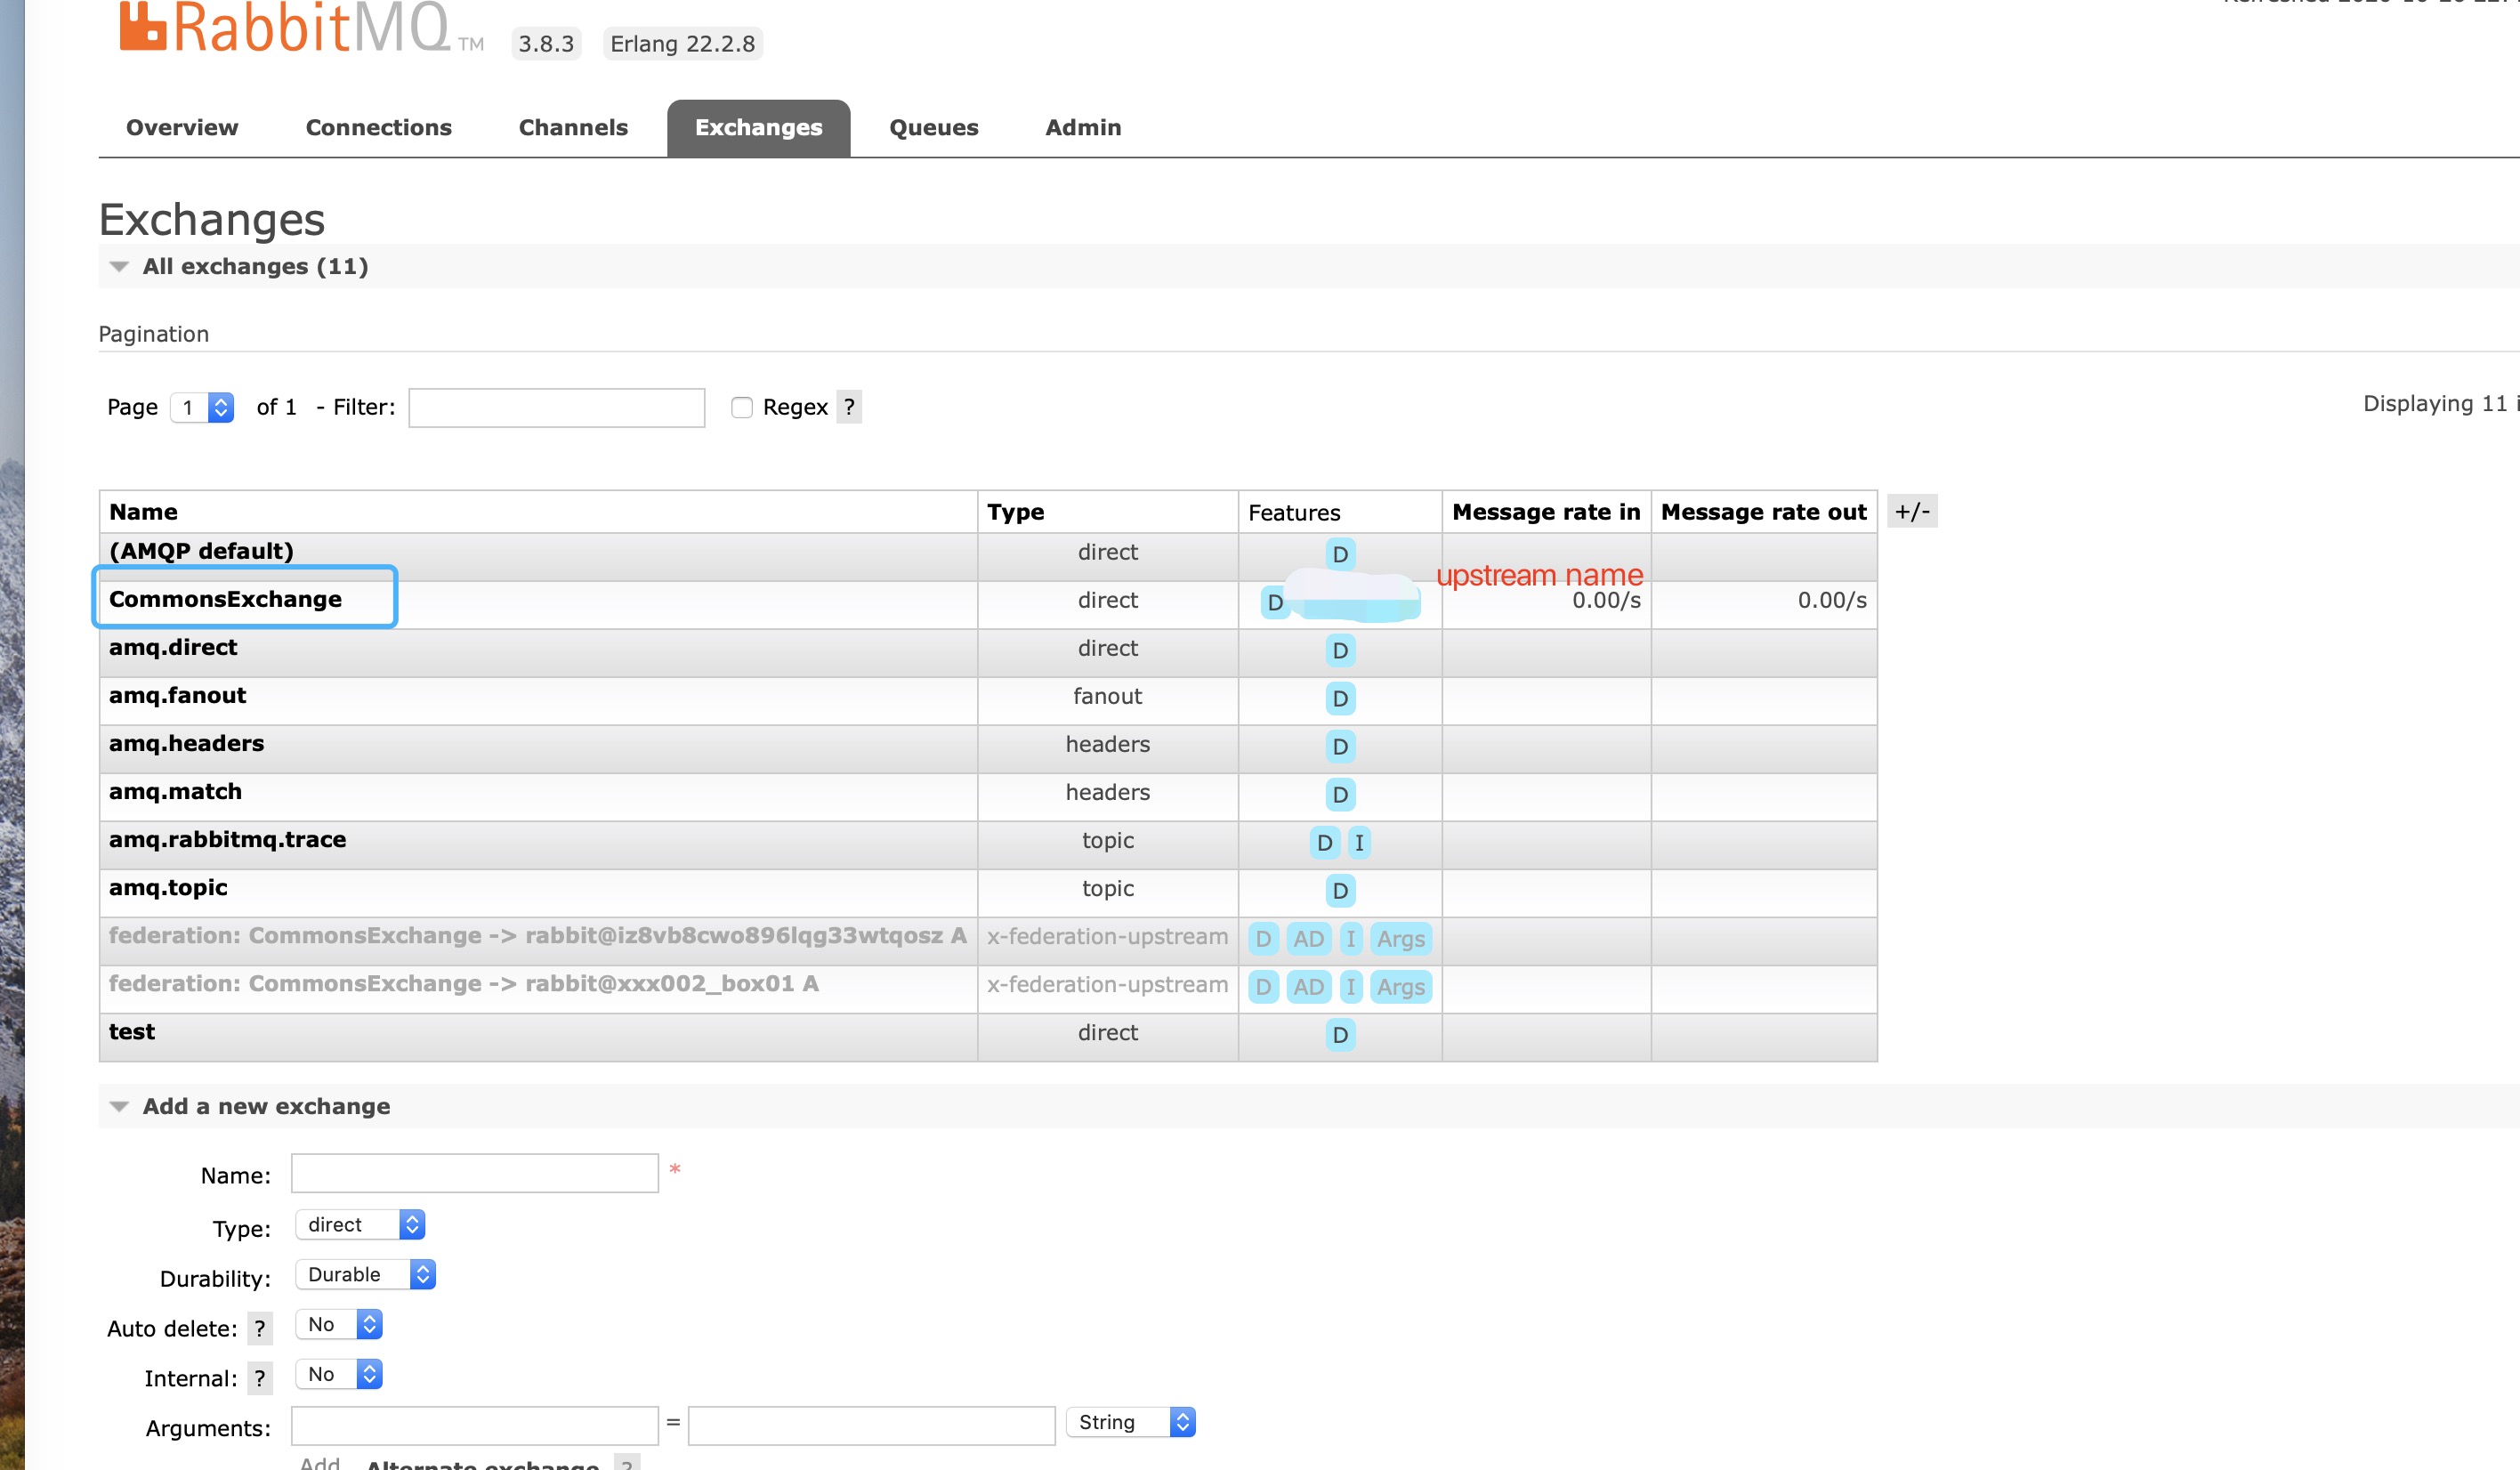 RabbitMQ TM 3.8.3 Erlang 22.2.8
Overview Connections Channels Exchanges Queues Admin
Exchanges
All exchanges (11)
Pagination
Page 1 of 1 - Filter: Regex ?
Displaying 11 i
Name Type Features Message rate in Message rate out +/-
(AMQP default) direct D
upstream name
CommonsExchange direct D 0.00/s 0.00/s
amq.direct direct D
amq.fanout fanout D
amq.headers headers D
amq.match headers D
amq.rabbitmq.trace topic D I
amq.topic topic D
federation: CommonsExchange -> rabbit@iz8vb8cwo896lqg33wtqosz A x-federation-upstream D AD I Args
federation: CommonsExchange -> rabbit@xxx002_box01 A x-federation-upstream D AD I Args
test direct D
Add a new exchange
Name: *
Type: direct
Durability: Durable
Auto delete: ? No
Internal: ? No
Arguments: = String
Add Alternate exchange ?